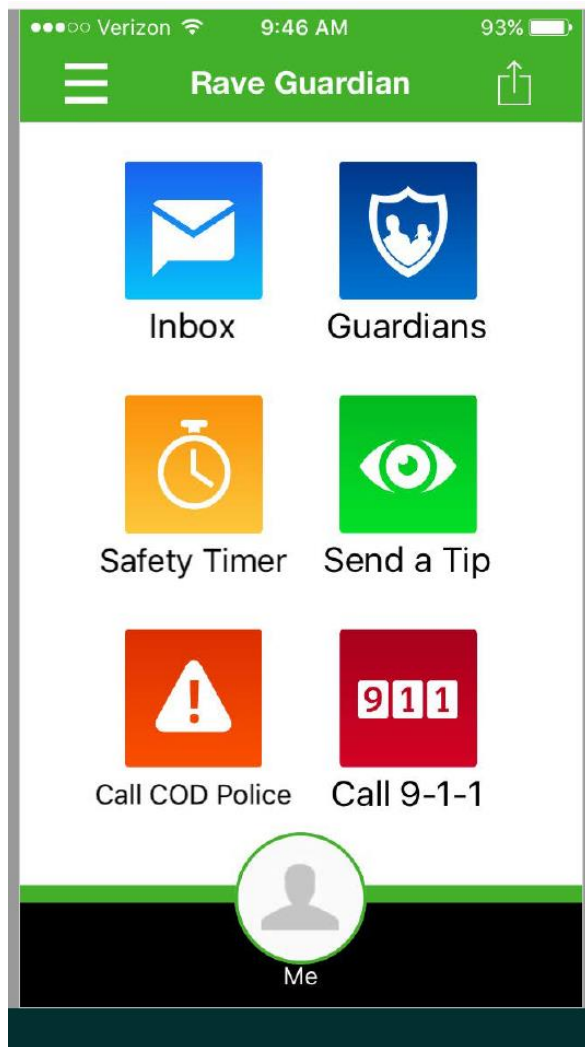 Verizon 9:46 AM 93%
Rave Guardian
Inbox Guardians
Safety Timer Send a Tip
911
Call COD Police Call 9-1-1
Me